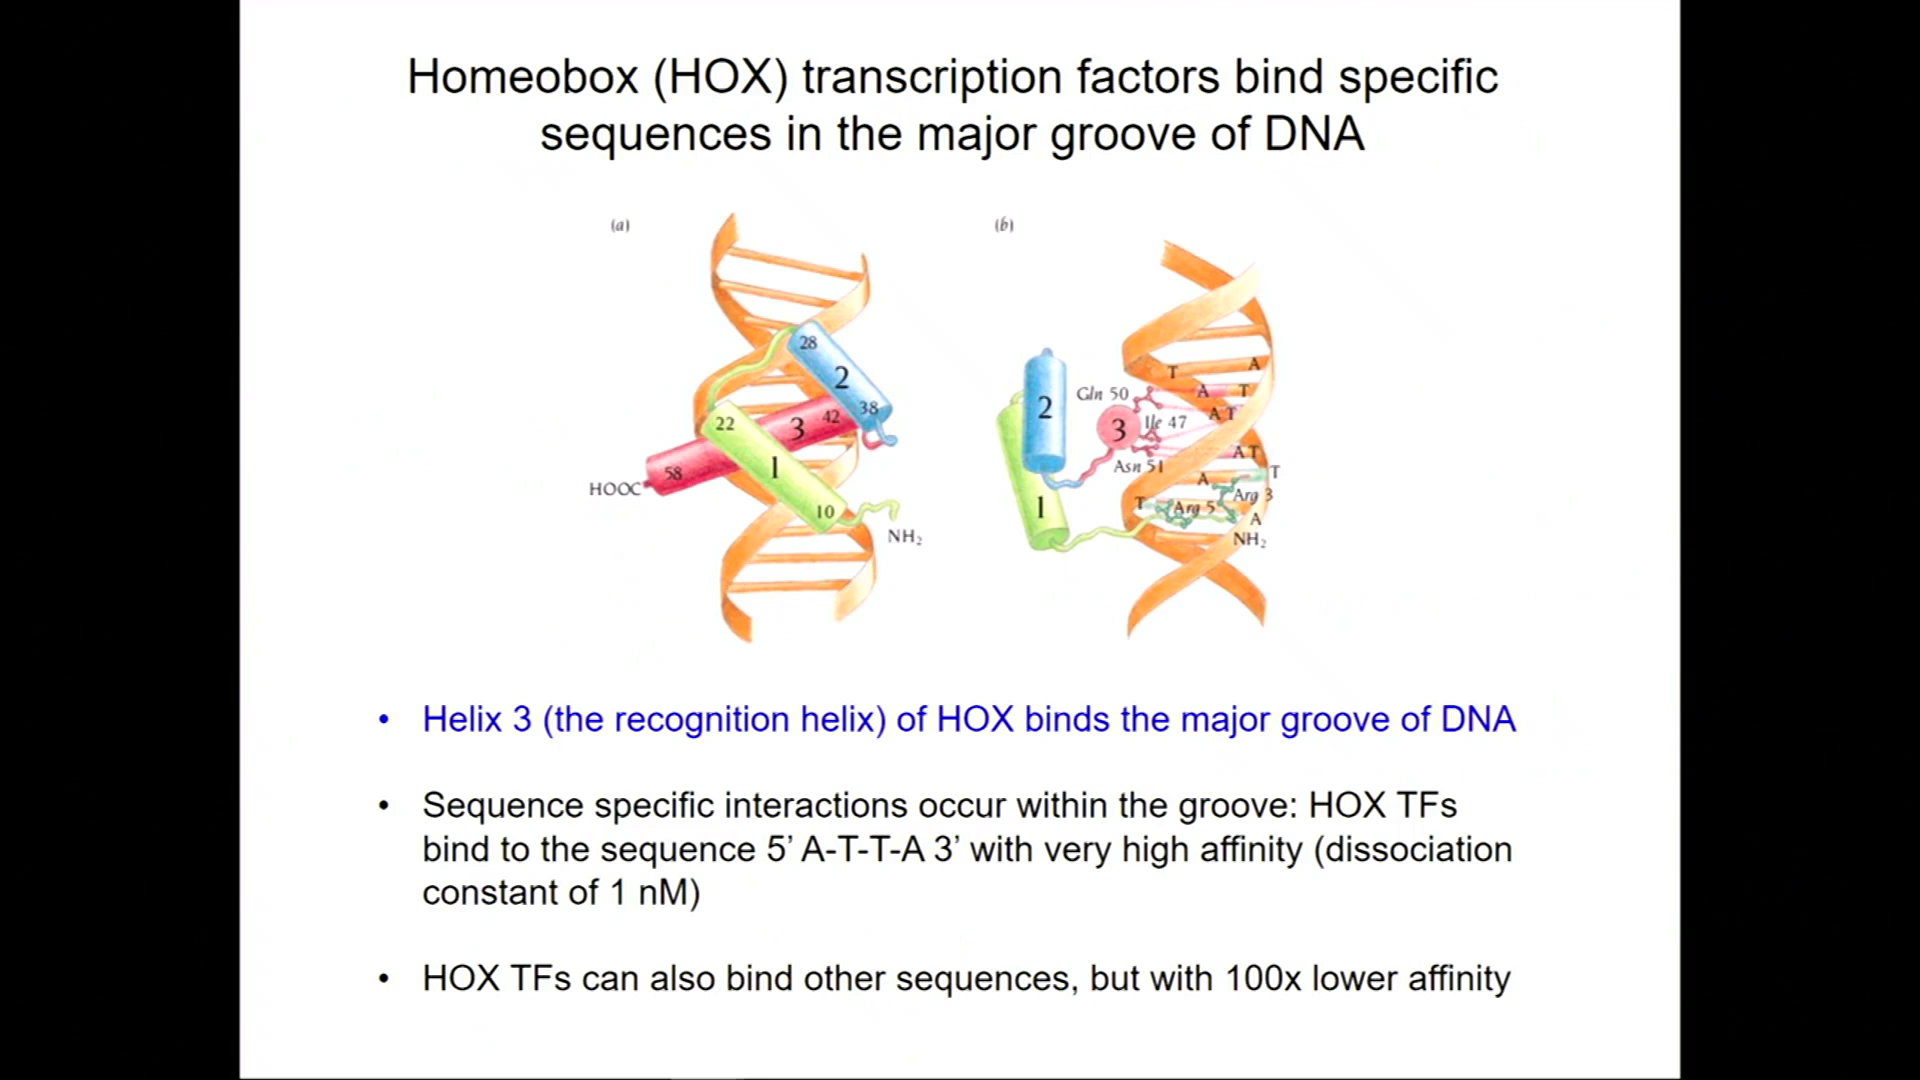 Homeobox (HOX) transcription factors bind specific
sequences in the major groove of DNA
(a)
28
2
38
42
3
22
1
58
HOOC
10
NH₂
(b)
T
A
Gln 50
A T
2
A T
3
Ile 47
A T
Asn 51
T
A
Arg 3
1
T
Arg 5
A
NH₂
• Helix 3 (the recognition helix) of HOX binds the major groove of DNA
• Sequence specific interactions occur within the groove: HOX TFs
bind to the sequence 5’ A-T-T-A 3’ with very high affinity (dissociation
constant of 1 nM)
• HOX TFs can also bind other sequences, but with 100x lower affinity